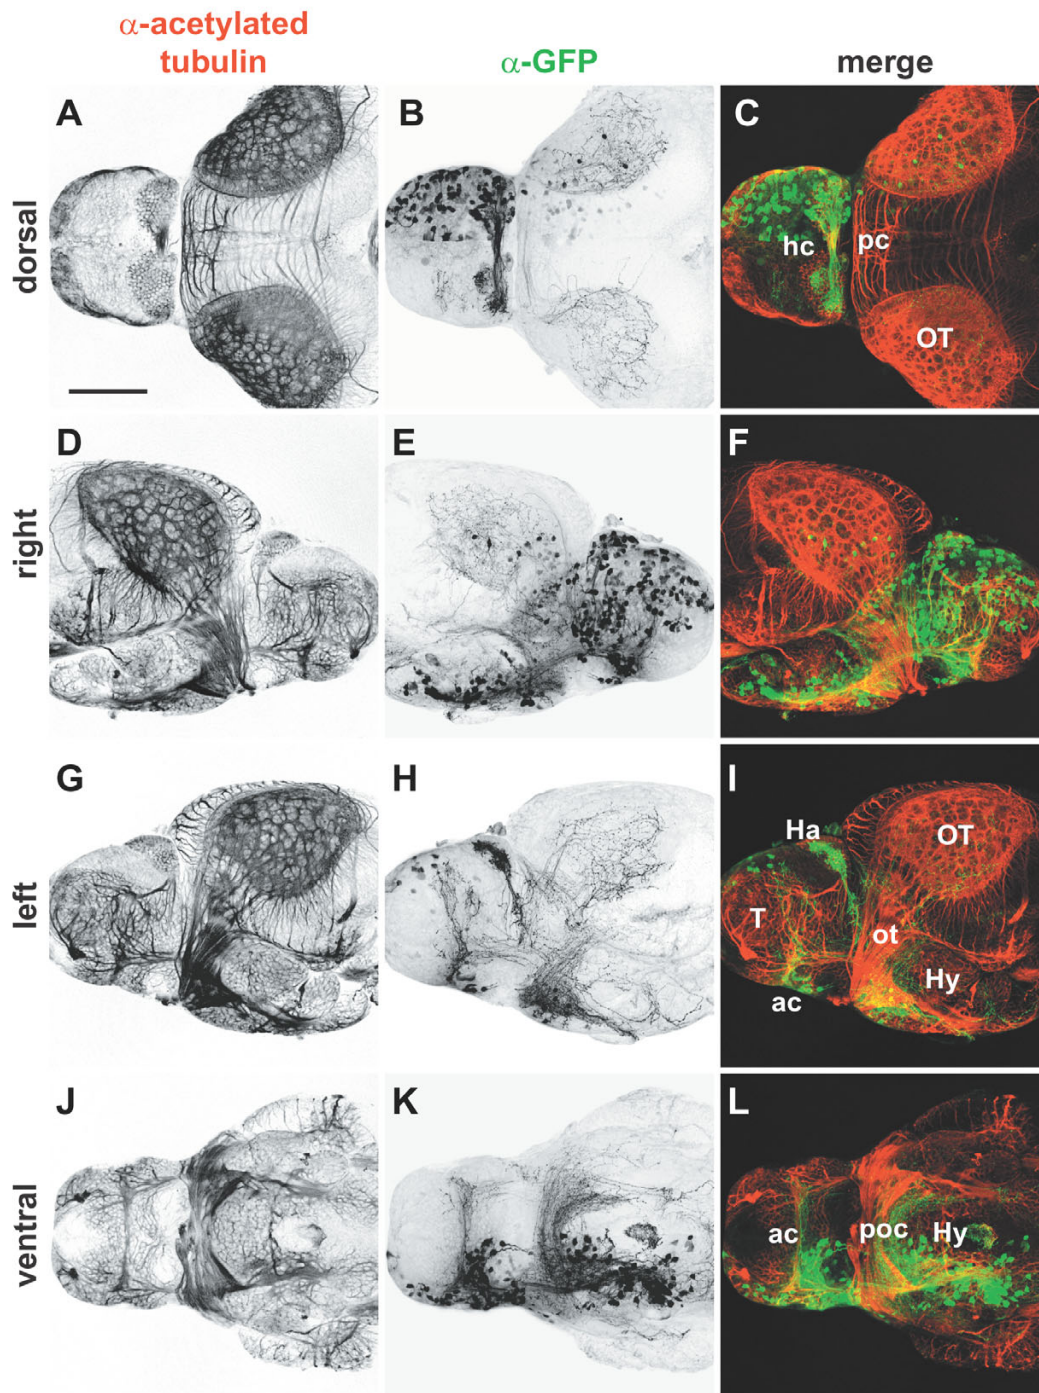 α-acetylated
tubulin
α-GFP
merge
dorsal
A
B
C
hc
pc
OT
right
D
E
F
left
G
H
I
Ha
OT
T
ot
Hy
ac
ventral
J
K
L
ac
poc
Hy